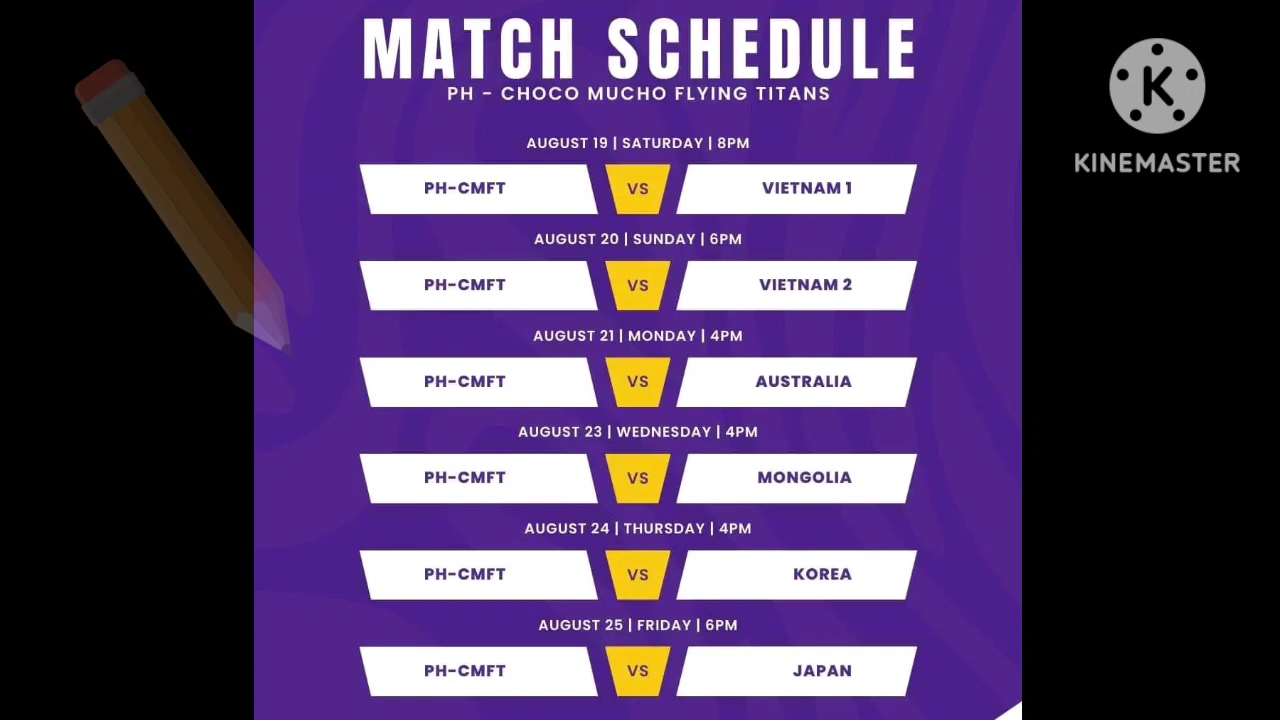 MATCH SCHEDULE
PH - CHOCO MUCHO FLYING TITANS
K
KINEMASTER
AUGUST 19 | SATURDAY | 8PM
PH-CMFT VS VIETNAM 1
AUGUST 20 | SUNDAY | 6PM
PH-CMFT VS VIETNAM 2
AUGUST 21 | MONDAY | 4PM
PH-CMFT VS AUSTRALIA
AUGUST 23 | WEDNESDAY | 4PM
PH-CMFT VS MONGOLIA
AUGUST 24 | THURSDAY | 4PM
PH-CMFT VS KOREA
AUGUST 25 | FRIDAY | 6PM
PH-CMFT VS JAPAN